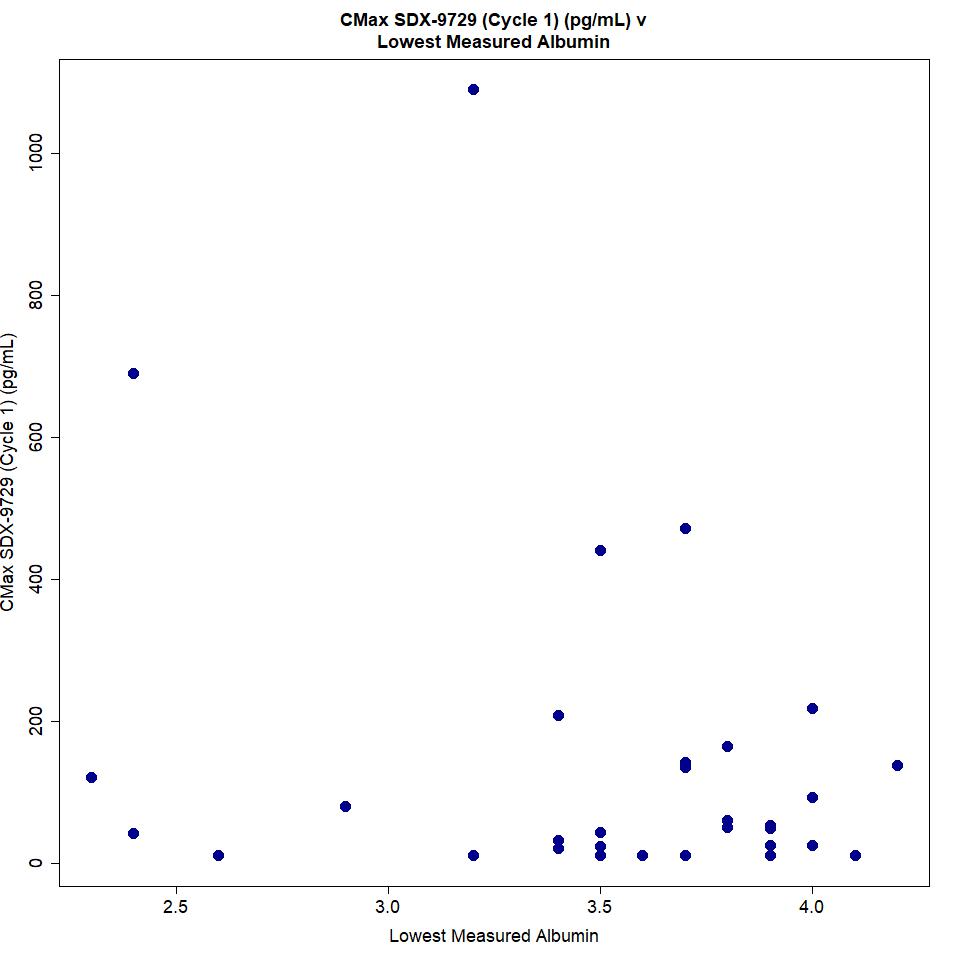 CMax SDX-9729 (Cycle 1) (pg/mL) v
Lowest Measured Albumin
CMax SDX-9729 (Cycle 1) (pg/mL)
1000
800
600
400
200
0
2.5
3.0
3.5
4.0
Lowest Measured Albumin